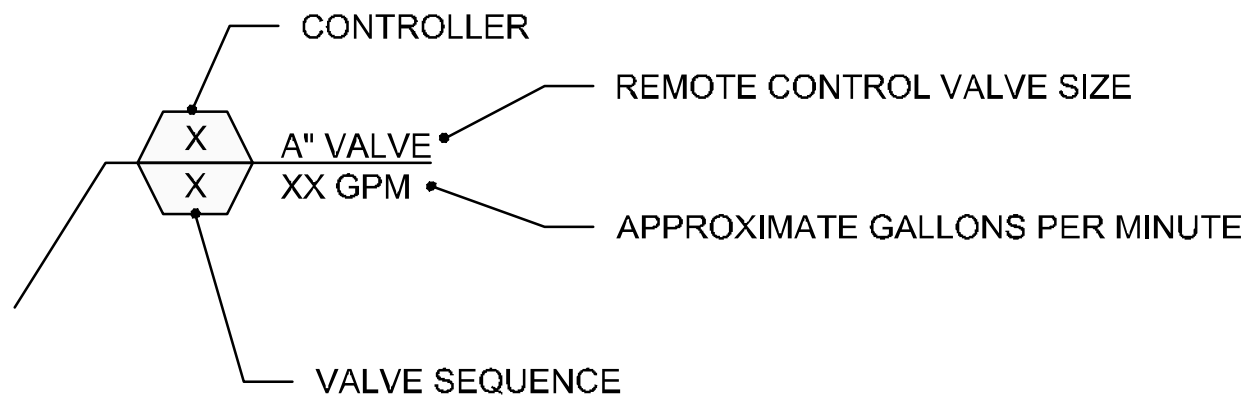 CONTROLLER
REMOTE CONTROL VALVE SIZE
X
A" VALVE
X
XX GPM
APPROXIMATE GALLONS PER MINUTE
VALVE SEQUENCE